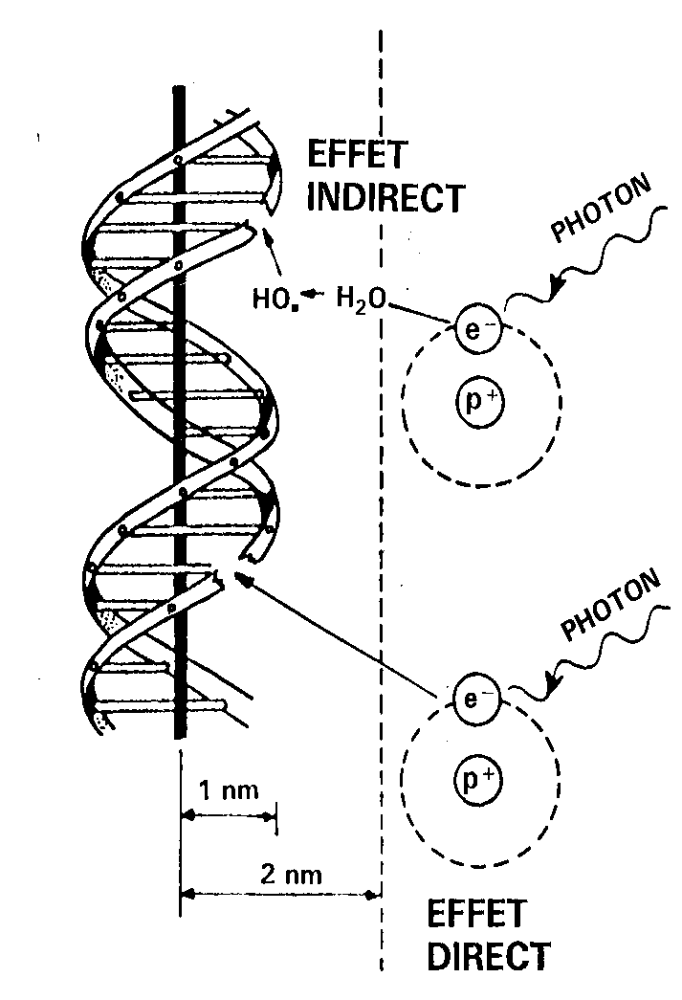 EFFET
INDIRECT
PHOTON
HO. H₂O
e⁻
p⁺
PHOTON
e⁻
p⁺
1 nm
2 nm
EFFET
DIRECT